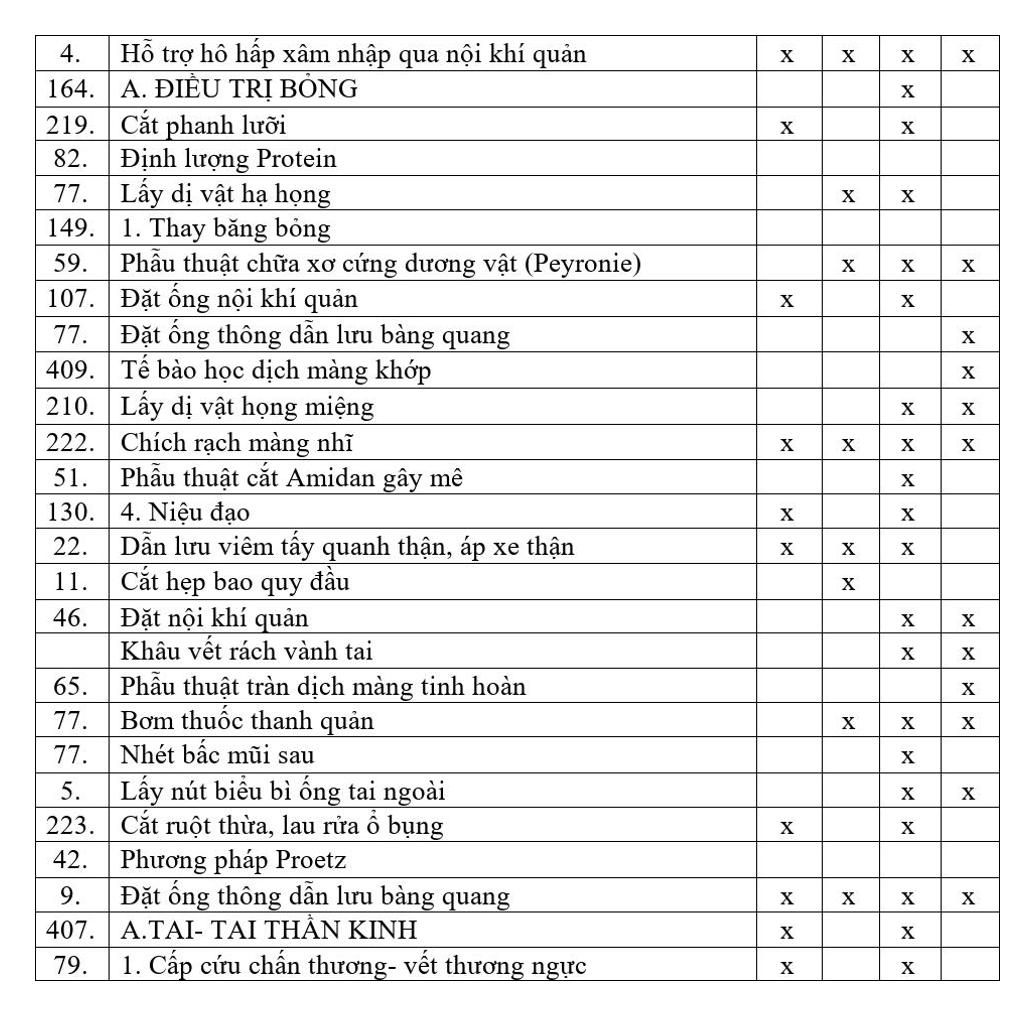 4. Hỗ trợ hô hấp xâm nhập qua nội khí quản x x x x
164. A. ĐIỀU TRỊ BỎNG x
219. Cắt phanh lưỡi x x
82. Định lượng Protein
77. Lấy dị vật hạ họng x x
149. 1. Thay băng bỏng
59. Phẫu thuật chữa xơ cứng dương vật (Peyronie) x x x
107. Đặt ống nội khí quản x x
77. Đặt ống thông dẫn lưu bàng quang x
409. Tế bào học dịch màng khớp x
210. Lấy dị vật họng miệng x x
222. Chích rạch màng nhĩ x x x x
51. Phẫu thuật cắt Amidan gây mê x
130. 4. Niệu đạo x x
22. Dẫn lưu viêm tấy quanh thận, áp xe thận x x x
11. Cắt hẹp bao quy đầu x
46. Đặt nội khí quản x x
Khâu vết rách vành tai x x
65. Phẫu thuật tràn dịch màng tinh hoàn x
77. Bơm thuốc thanh quản x x x
77. Nhét bấc mũi sau x
5. Lấy nút biểu bì ống tai ngoài x x
223. Cắt ruột thừa, lau rửa ổ bụng x x
42. Phương pháp Proetz
9. Đặt ống thông dẫn lưu bàng quang x x x x
407. A.TAI- TAI THẦN KINH x x
79. 1. Cấp cứu chấn thương- vết thương ngực x x